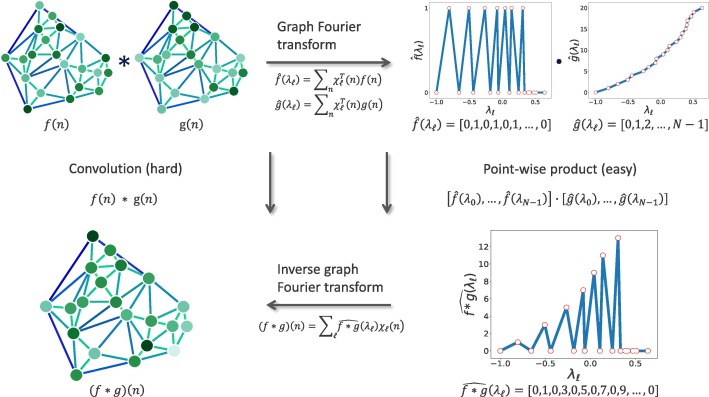 *
f(n)
g(n)
Graph Fourier
transform
f̂(λℓ) = ∑n χℓᵀ(n)f(n)
ĝ(λℓ) = ∑n χℓᵀ(n)g(n)
f̂(λℓ)
1
0
−1.0 −0.5 0.0 0.5
λℓ
f̂(λℓ) = [0,1,0,1,0,1, … , 0]
•
ĝ(λℓ)
20
15
10
5
0
−1.0 −0.5 0.0 0.5
λℓ
ĝ(λℓ) = [0,1,2, … , N − 1]
Convolution (hard)
f(n) * g(n)
Point-wise product (easy)
[f̂(λ0), … , f̂(λN−1)] · [ĝ(λ0), … , ĝ(λN−1)]
(f * g)(n)
Inverse graph
Fourier transform
(f * g)(n) = ∑ℓ f͡*g(λℓ)χℓ(n)
f͡*g(λℓ)
12
10
8
6
4
2
0
−1.0 −0.5 0.0 0.5
λℓ
f͡*g(λℓ) = [0,1,0,3,0,5,0,7,0,9, … , 0]